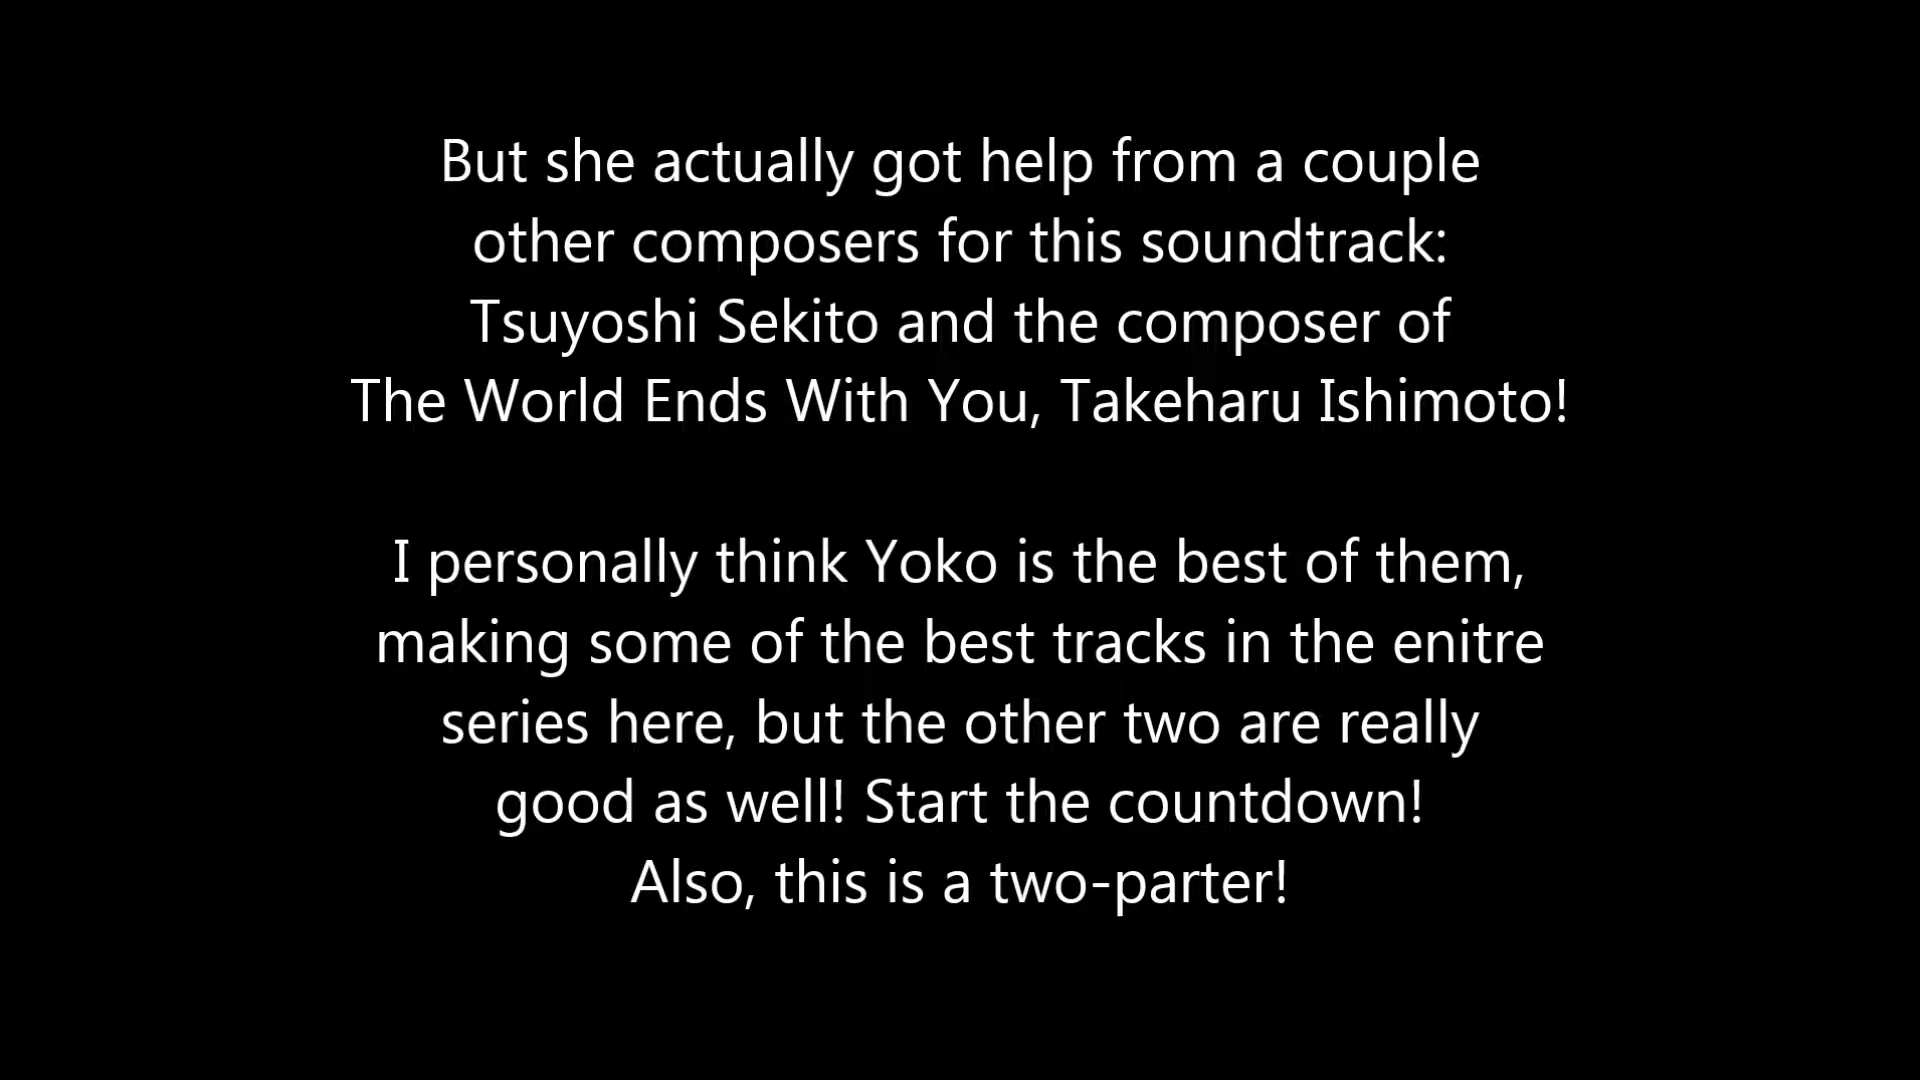 But she actually got help from a couple
other composers for this soundtrack:
Tsuyoshi Sekito and the composer of
The World Ends With You, Takeharu Ishimoto!
I personally think Yoko is the best of them,
making some of the best tracks in the enitre
series here, but the other two are really
good as well! Start the countdown!
Also, this is a two-parter!